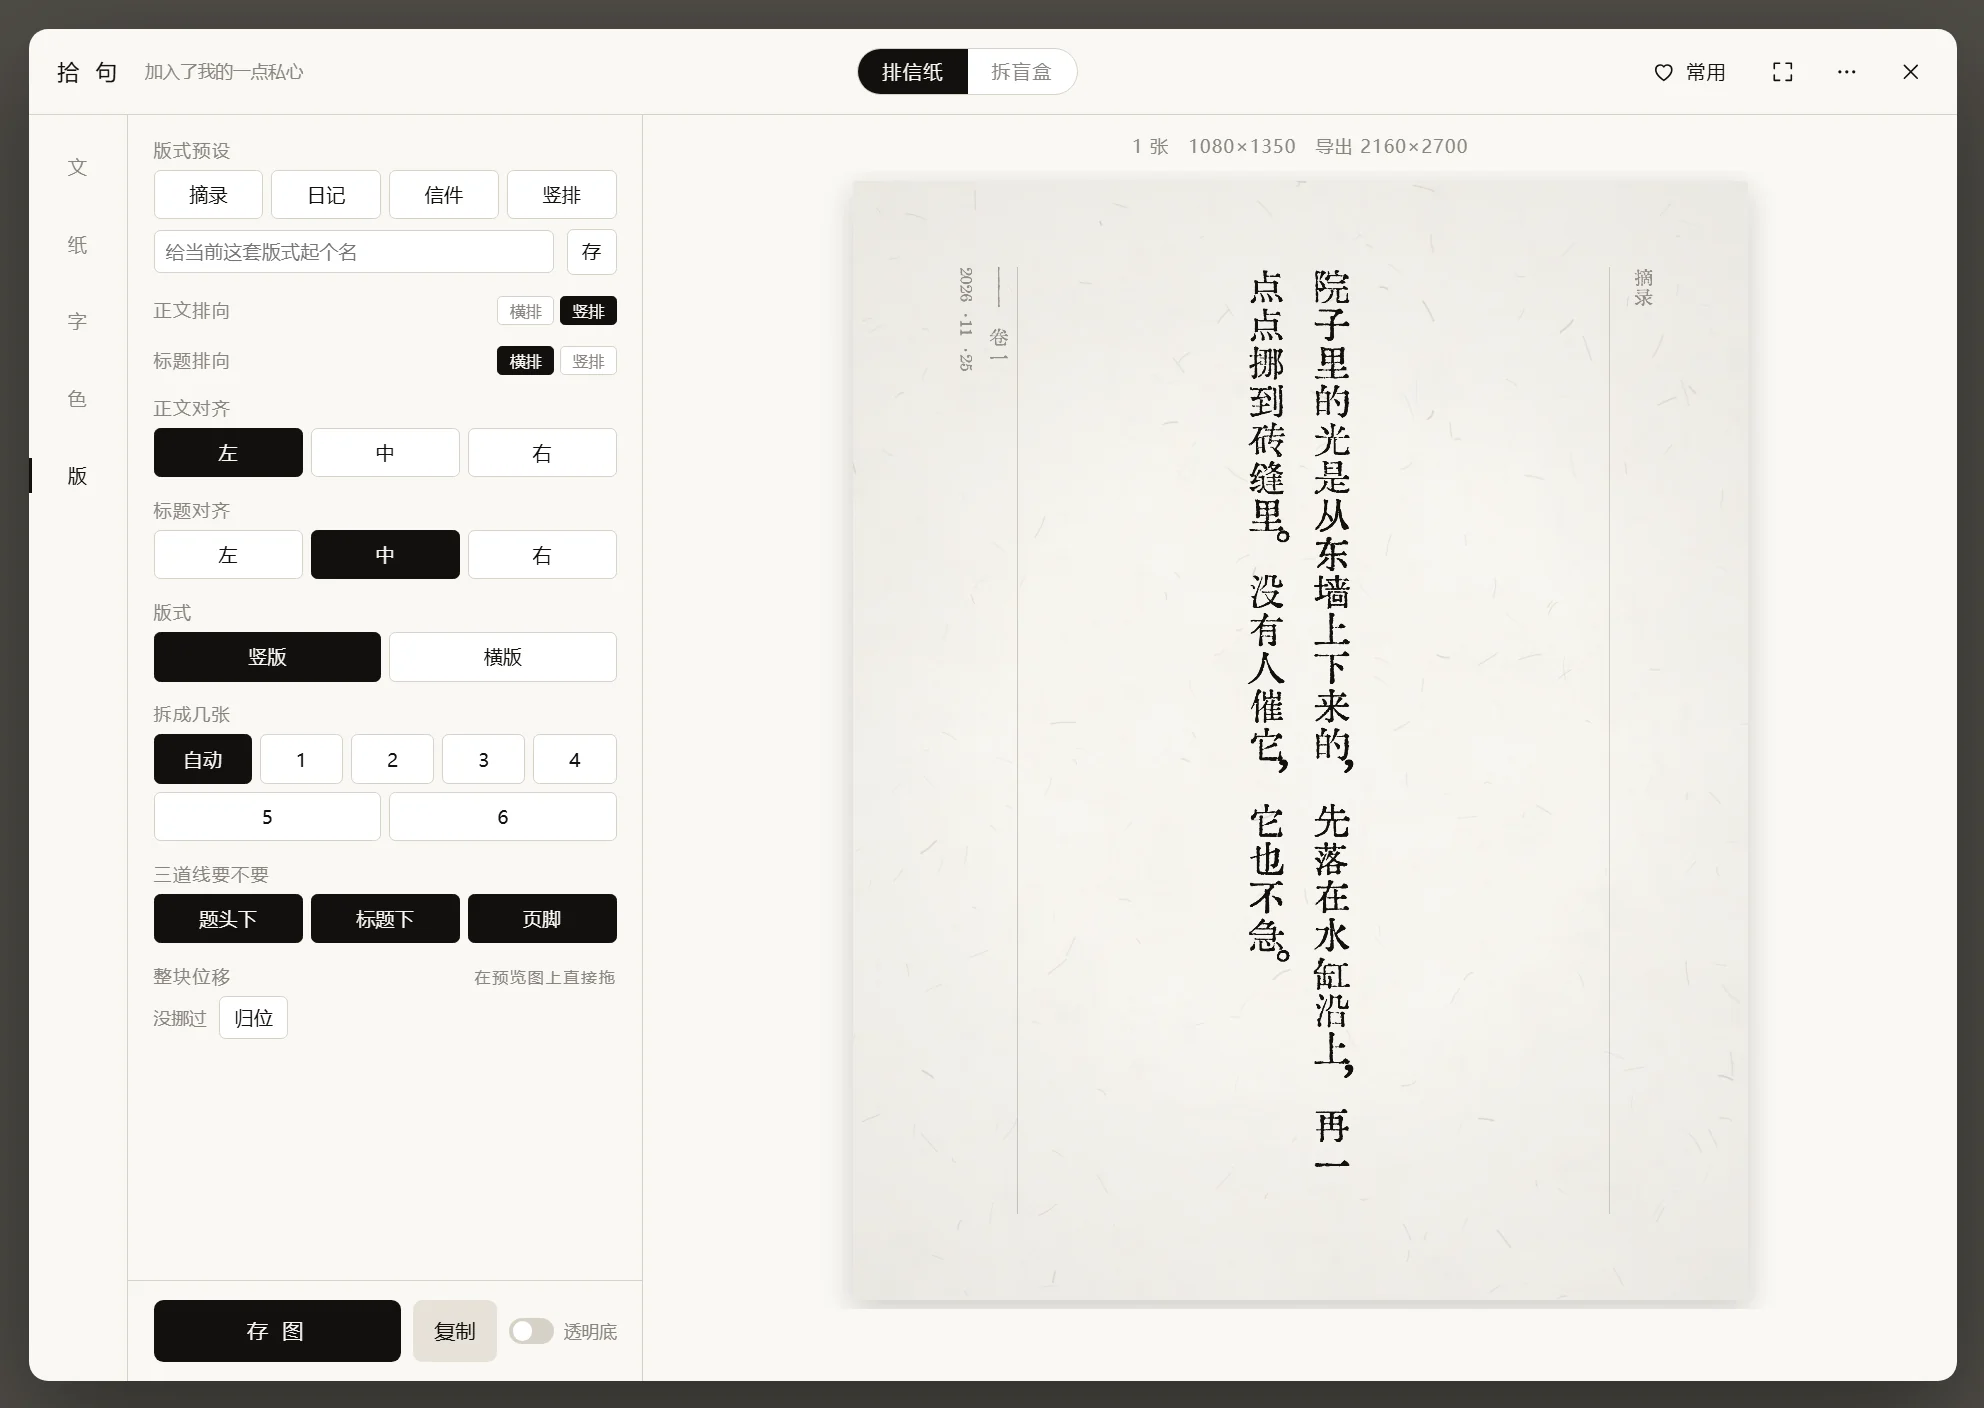 拾句 加入了我的一点私心
排信纸 拆盲盒
常用
文
纸
字
色
版
版式预设
摘录 日记 信件 竖排
给当前这套版式起个名 存
正文排向 横排 竖排
标题排向 横排 竖排
正文对齐
左 中 右
标题对齐
左 中 右
版式
竖版 横版
拆成几张
自动 1 2 3 4
5 6
三道线要不要
题头下 标题下 页脚
整块位移 在预览图上直接拖
没挪过 归位
存图 复制 透明底
1 张 1080×1350 导出 2160×2700
摘录
院子里的光是从东墙上下来的，先落在水缸沿上，再一
点点挪到砖缝里。没有人催它，它也不急。
—— 卷一
2026 · 11 · 25